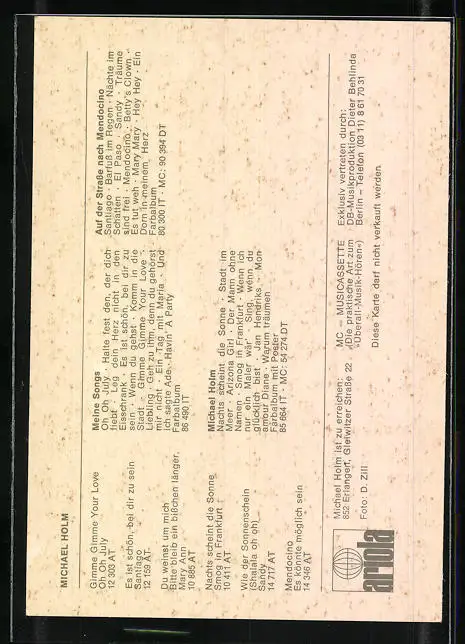 MICHAEL HOLM
Gimme Gimme Your Love
Oh Oh July
12 303 AT
Es ist schön, bei dir zu sein
Santiago
12 159 AT
Du weinst um mich
Bitte bleib ein bißchen länger,
Mary Ann
10 885 AT
Nachts scheint die Sonne
Smog in Frankfurt
10 411 AT
Wie der Sonnenschein
(Shalala oh oh)
Sandy
14 717 AT
Mendocino
Es könnte möglich sein
14 346 AT
Meine Songs
Oh Oh July · Halte fest den, der dich
liebt · Leg dein Herz nicht in den
Eisschrank · Es ist schön, bei dir zu
sein · Wenn du gehst · Komm in die
Stadt · Gimme Gimme Your Love ·
Liebling · Geh zu ihm, denn du gehörst
mir nicht · Ein Tag mit Maria · Und
ich sagte Ade · Havin' A Party
Farbalbum
86 490 IT
Michael Holm
Nachts scheint die Sonne · Stadt im
Meer · Arizona Girl · Der Mann ohne
Namen · Smog in Frankfurt · Wenn ich
nur ein Maler wär' · Sing, wenn du
glücklich bist · Jan Hendriks · Mon
ambur Diane · Warum träumen
Farbalbum mit Poster
85 664 IT · MC: 54 274 DT
Auf der Straße nach Mendocino
Santiago · Barfuß im Regen · Nächte im
Schatten · El Paso · Sandy · Träume
sind frei · Mendocino · Betty's Clown ·
Es tut weh · Mary Mary · Hey Hey · Ein
Dorn in meinem Herz
Farbalbum
80 300 IT · MC: 90 394 DT
ariola
Michael Holm ist zu erreichen:
852 Erlangen, Gleiwitzer Straße 22
Foto: D. Zill
MC = MUSICASSETTE
(Die praktische Art zum
»Überall-Musik-Hören«)
Diese Karte darf nicht verkauft werden
Exklusiv vertreten durch:
DB-Musikproduktion Dieter Behlinda
Berlin – Telefon (03 11) 8 61 70 31